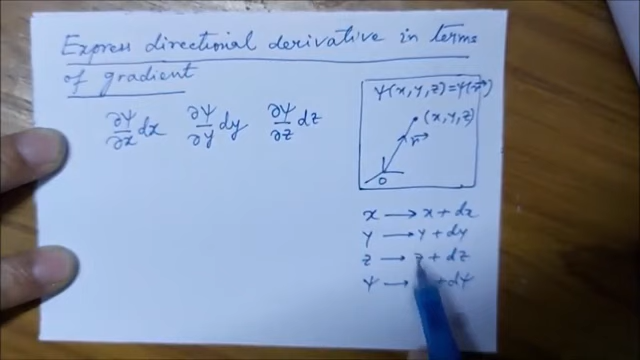 Express directional derivative in terms
of gradient
∂Ψ/∂x dx ∂Ψ/∂y dy ∂Ψ/∂z dz
Ψ(x,y,z)=Ψ(r⃗)
(x,y,z)
r⃗
O
x → x + dx
y → y + dy
z → z + dz
Ψ → + dΨ